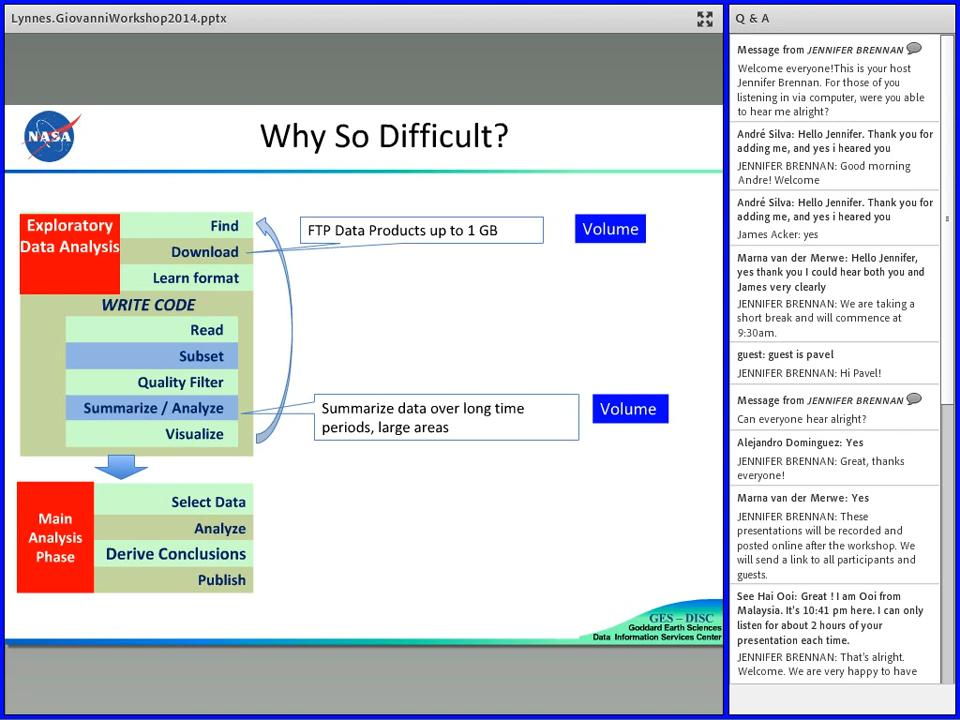 Lynnes.GiovanniWorkshop2014.pptx
NASA
Why So Difficult?
Exploratory
Data Analysis
Find
Download
Learn format
WRITE CODE
Read
Subset
Quality Filter
Summarize / Analyze
Visualize
FTP Data Products up to 1 GB
Volume
Summarize data over long time
periods, large areas
Volume
Main
Analysis
Phase
Select Data
Analyze
Derive Conclusions
Publish
GES – DISC
Goddard Earth Sciences
Data Information Services Center
Q & A
Message from JENNIFER BRENNAN
Welcome everyone!This is your host
Jennifer Brennan. For those of you
listening in via computer, were you able
to hear me alright?
André Silva: Hello Jennifer. Thank you for
adding me, and yes i heared you
JENNIFER BRENNAN: Good morning
Andre! Welcome
André Silva: Hello Jennifer. Thank you for
adding me, and yes i heared you
James Acker: yes
Marna van der Merwe: Hello Jennifer,
yes thank you I could hear both you and
James very clearly
JENNIFER BRENNAN: We are taking a
short break and will commence at
9:30am.
guest: guest is pavel
JENNIFER BRENNAN: Hi Pavel!
Message from JENNIFER BRENNAN
Can everyone hear alright?
Alejandro Dominguez: Yes
JENNIFER BRENNAN: Great, thanks
everyone!
Marna van der Merwe: Yes
JENNIFER BRENNAN: These
presentations will be recorded and
posted online after the workshop. We
will send a link to all participants and
guests.
See Hai Ooi: Great ! I am Ooi from
Malaysia. It's 10:41 pm here. I can only
listen for about 2 hours of your
presentation each time.
JENNIFER BRENNAN: That's alright.
Welcome. We are very happy to have